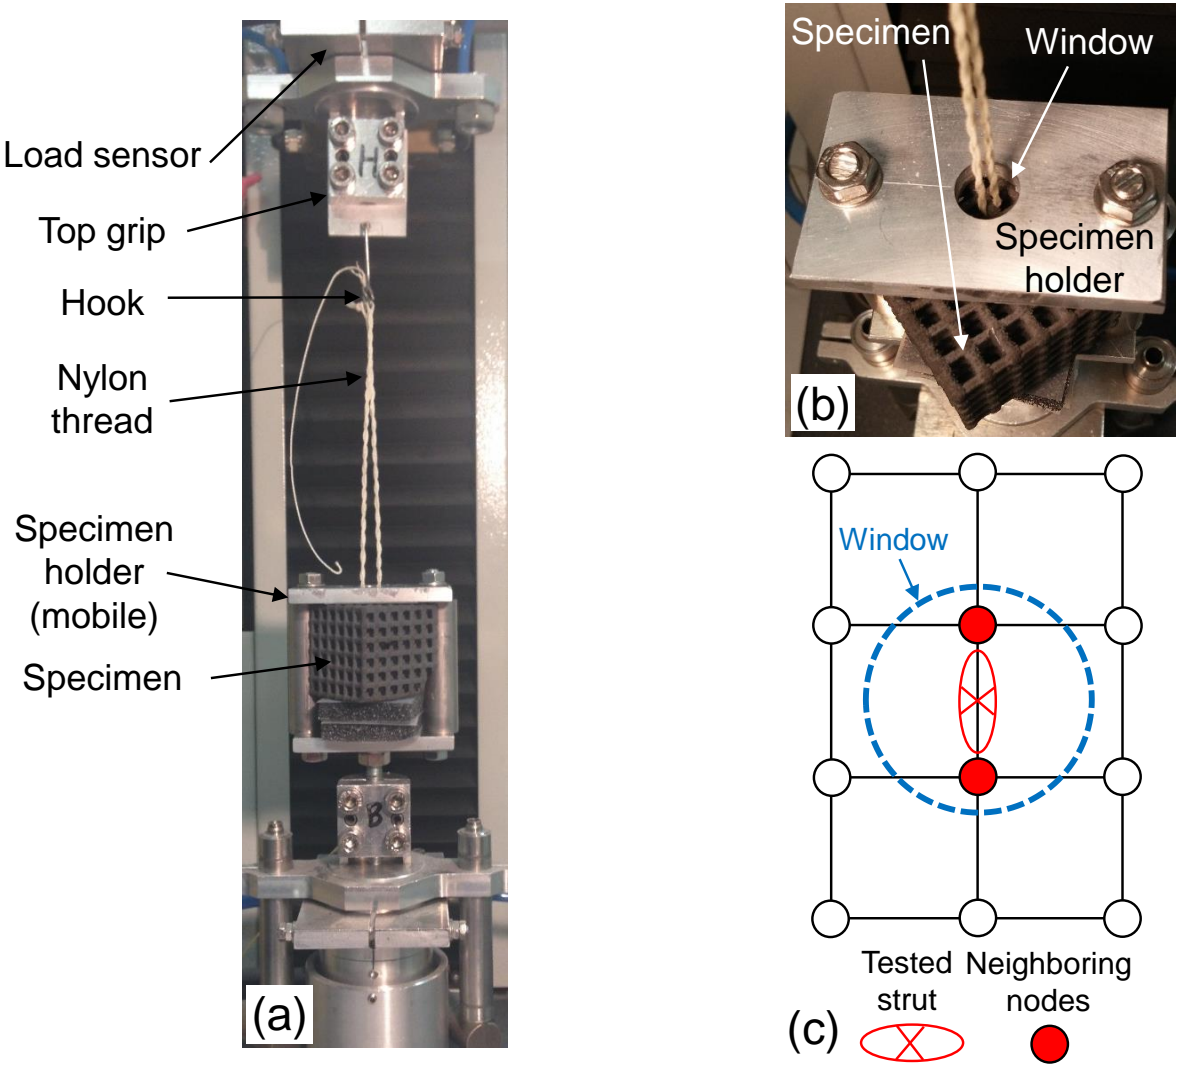 Load sensor
Top grip
Hook
Nylon
thread
Specimen
holder
(mobile)
Specimen
H
B
(a)
Specimen
Window
Specimen
holder
(b)
Window
Tested
strut
Neighboring
nodes
(c)